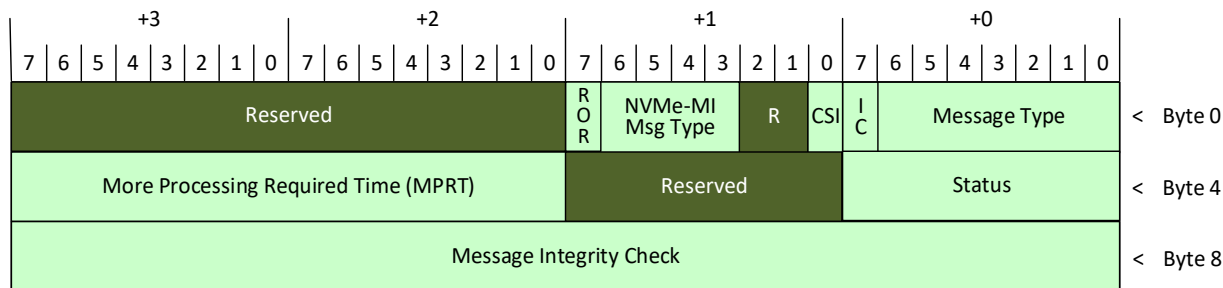 +3 +2 +1 +0
7 6 5 4 3 2 1 0 7 6 5 4 3 2 1 0 7 6 5 4 3 2 1 0 7 6 5 4 3 2 1 0
Reserved ROR NVMe-MI Msg Type R CSI IC Message Type < Byte 0
More Processing Required Time (MPRT) Reserved Status < Byte 4
Message Integrity Check < Byte 8